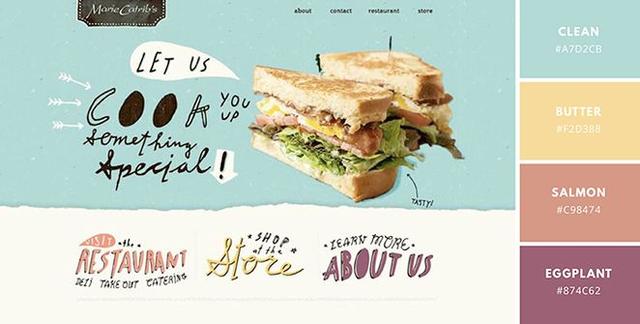 Marie Catrib's
about contact restaurant store
LET US
COOK YOU UP
something
special!
TASTY!
VISIT the
RESTAURANT
DELI TAKE OUT CATERING
SHOP
at the
Store
LEARN MORE
ABOUT US
CLEAN
#A7D2CB
BUTTER
#F2D388
SALMON
#C98474
EGGPLANT
#874C62